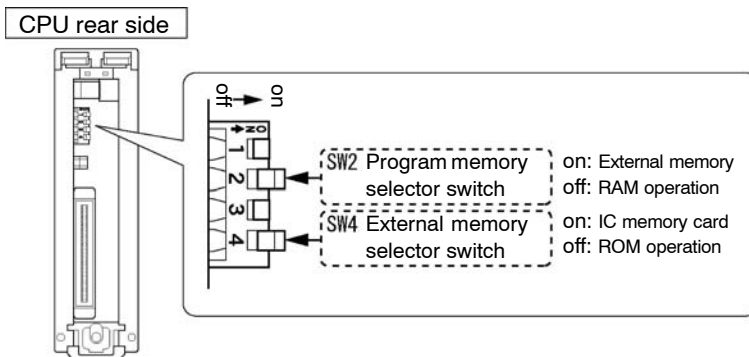 CPU rear side
off on
ON
1
SW2 Program memory
selector switch
on: External memory
off: RAM operation
2
3
SW4 External memory
selector switch
on: IC memory card
off: ROM operation
4